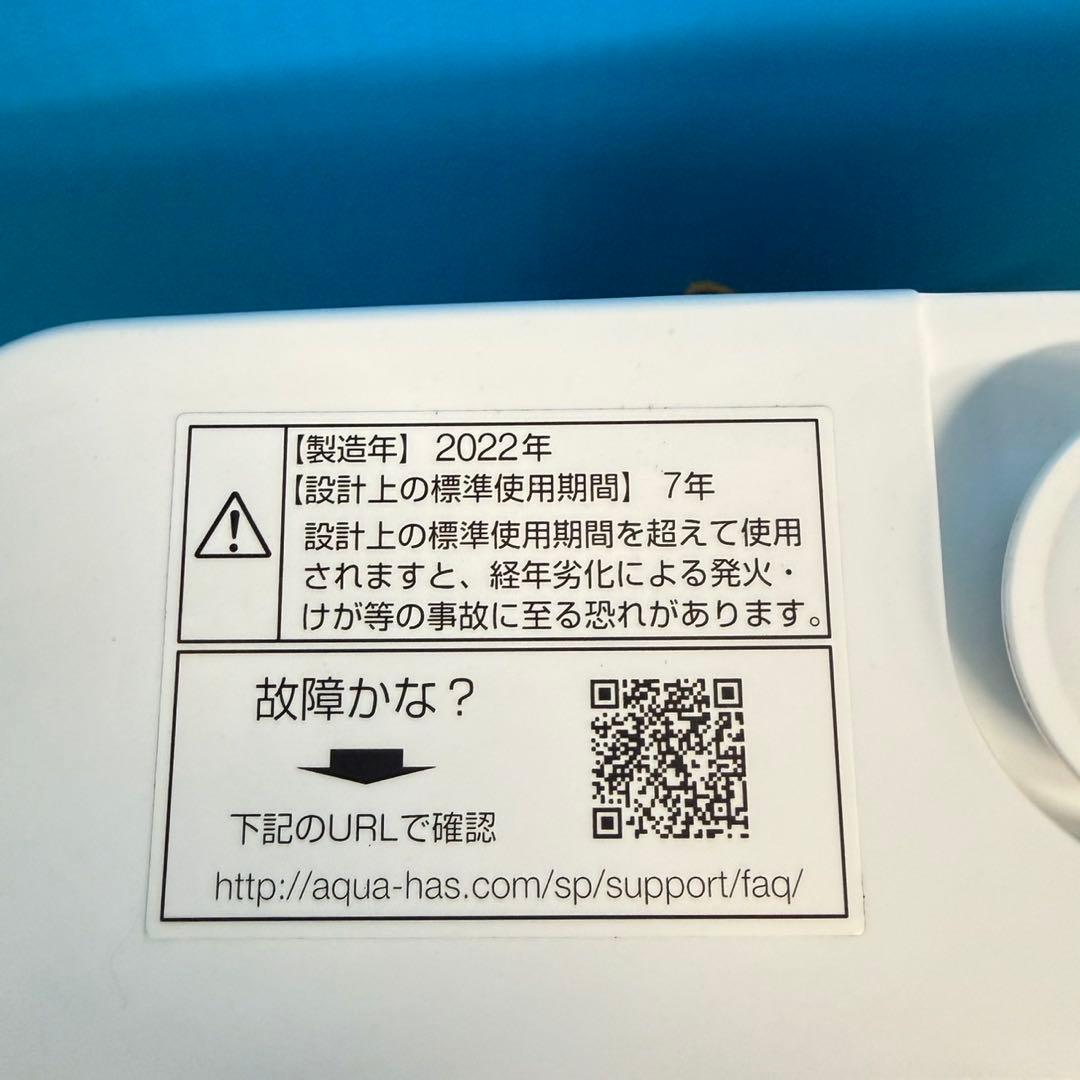 【製造年】 2022年
【設計上の標準使用期間】 7年
設計上の標準使用期間を超えて使用
されますと、経年劣化による発火・
けが等の事故に至る恐れがあります。
故障かな？
下記のURLで確認
http://aqua-has.com/sp/support/faq/